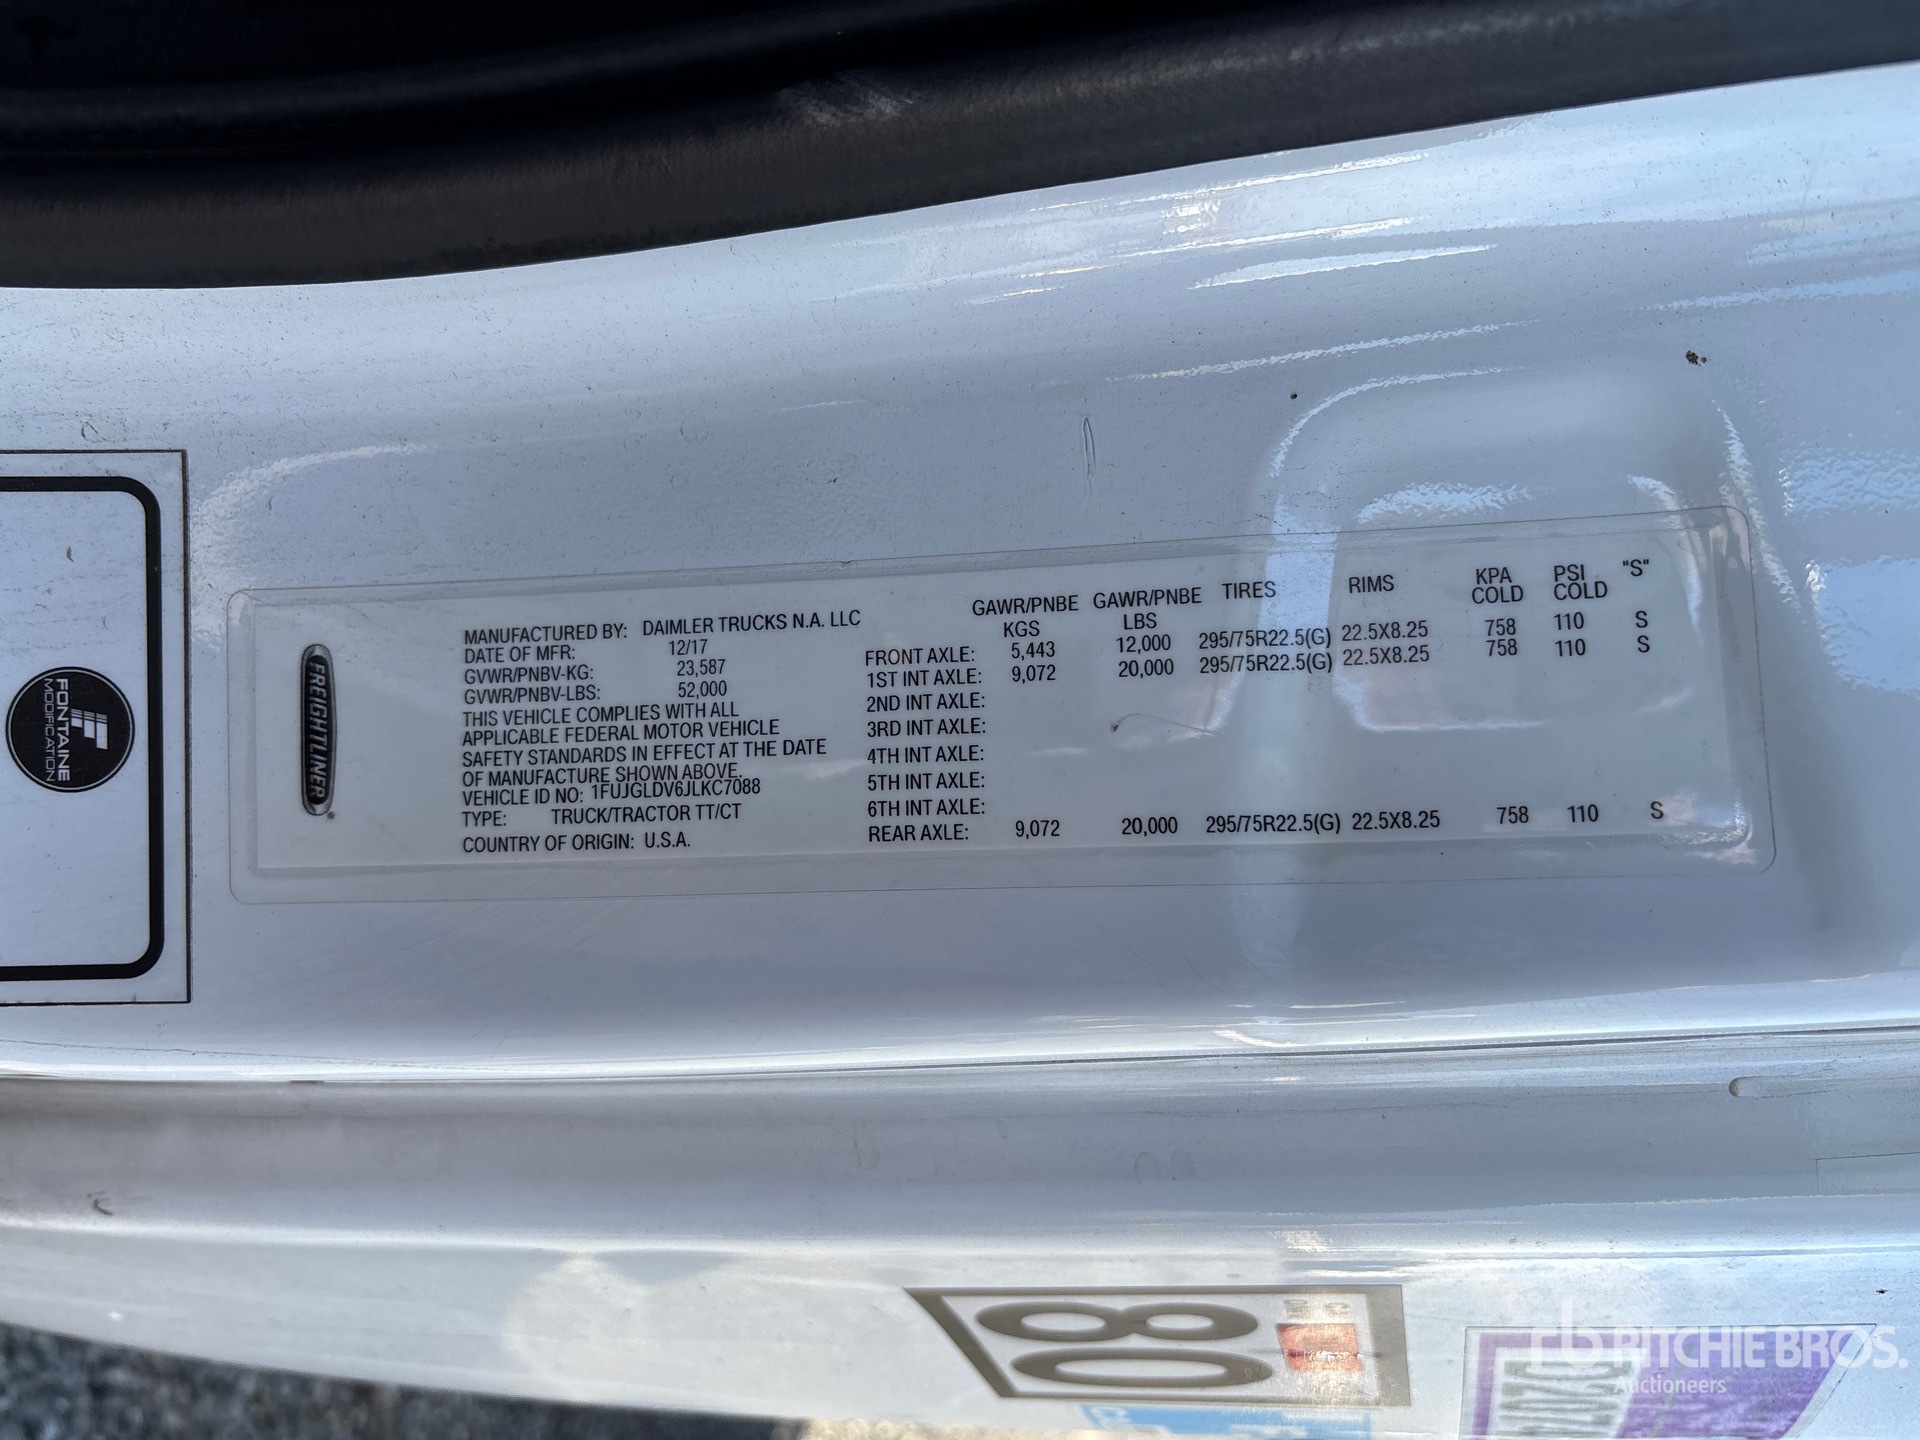 GAWR/PNBE KGS GAWR/PNBE LBS TIRES RIMS KPA COLD PSI COLD "S"
MANUFACTURED BY: DAIMLER TRUCKS N.A. LLC
DATE OF MFR: 12/17
GVWR/PNBV-KG: 23,587
GVWR/PNBV-LBS: 52,000
THIS VEHICLE COMPLIES WITH ALL
APPLICABLE FEDERAL MOTOR VEHICLE
SAFETY STANDARDS IN EFFECT AT THE DATE
OF MANUFACTURE SHOWN ABOVE.
VEHICLE ID NO: 1FUJGLDV6JLKC7088
TYPE: TRUCK/TRACTOR TT/CT
COUNTRY OF ORIGIN: U.S.A.
FRONT AXLE: 5,443 12,000 295/75R22.5(G) 22.5X8.25 758 110 S
1ST INT AXLE: 9,072 20,000 295/75R22.5(G) 22.5X8.25 758 110 S
2ND INT AXLE:
3RD INT AXLE:
4TH INT AXLE:
5TH INT AXLE:
6TH INT AXLE:
REAR AXLE: 9,072 20,000 295/75R22.5(G) 22.5X8.25 758 110 S
FREIGHTLINER
FONTAINE
MODIFICATION
80
rb RITCHIE BROS.
Auctioneers